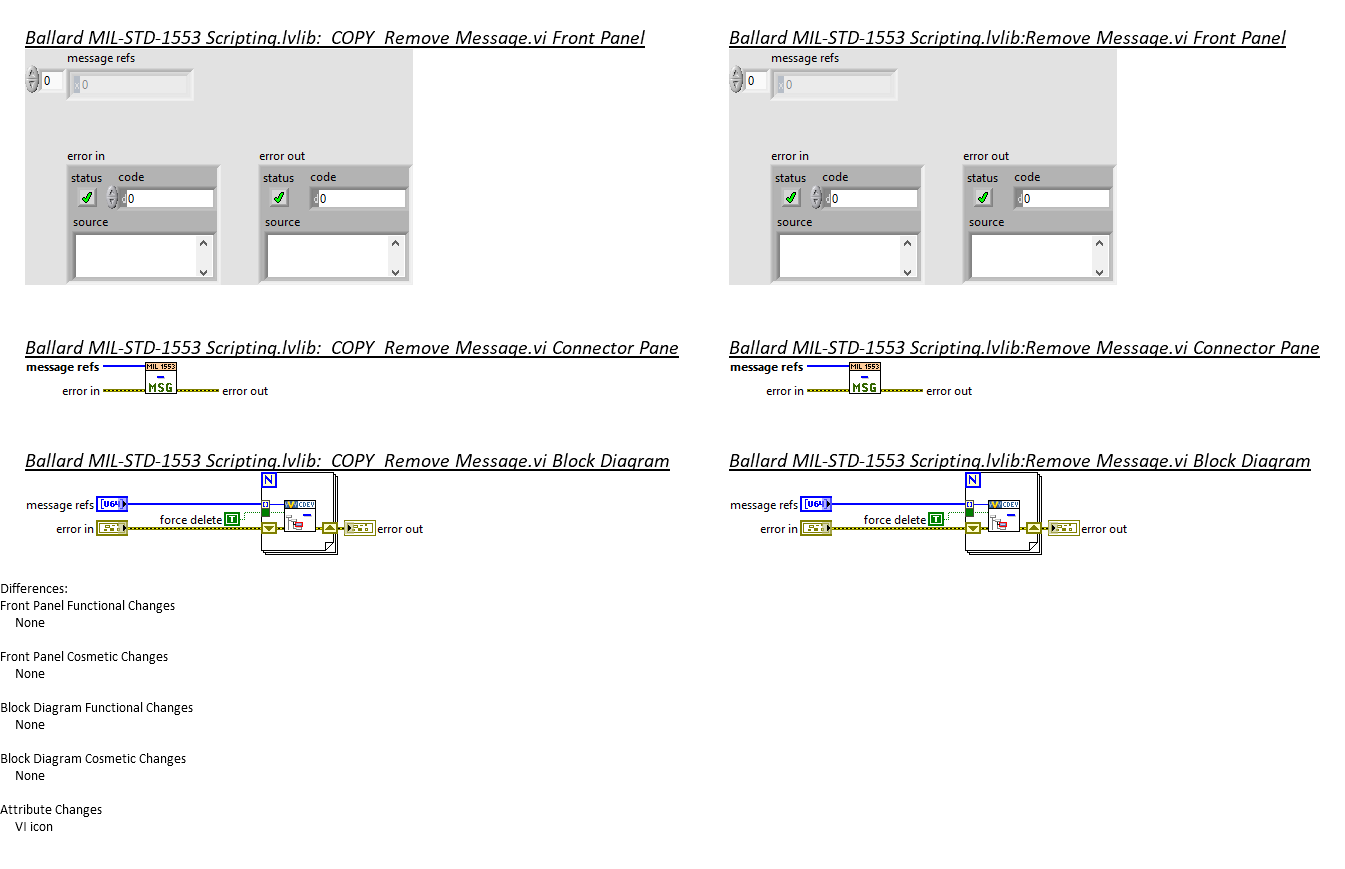 Ballard MIL-STD-1553 Scripting.lvlib:  COPY  Remove Message.vi Front Panel
message refs
0
x 0
error in
error out
status code
d 0
source
status code
d 0
source
Ballard MIL-STD-1553 Scripting.lvlib:Remove Message.vi Front Panel
message refs
0
x 0
error in
error out
status code
d 0
source
status code
d 0
source
Ballard MIL-STD-1553 Scripting.lvlib:  COPY  Remove Message.vi Connector Pane
message refs
MIL 1553
MSG
error in
error out
Ballard MIL-STD-1553 Scripting.lvlib:Remove Message.vi Connector Pane
message refs
MIL 1553
MSG
error in
error out
Ballard MIL-STD-1553 Scripting.lvlib:  COPY  Remove Message.vi Block Diagram
N
message refs
[U64]
CDEV
force delete
T
error in
error out
Ballard MIL-STD-1553 Scripting.lvlib:Remove Message.vi Block Diagram
N
message refs
[U64]
CDEV
force delete
T
error in
error out
Differences:
Front Panel Functional Changes
None
Front Panel Cosmetic Changes
None
Block Diagram Functional Changes
None
Block Diagram Cosmetic Changes
None
Attribute Changes
VI icon